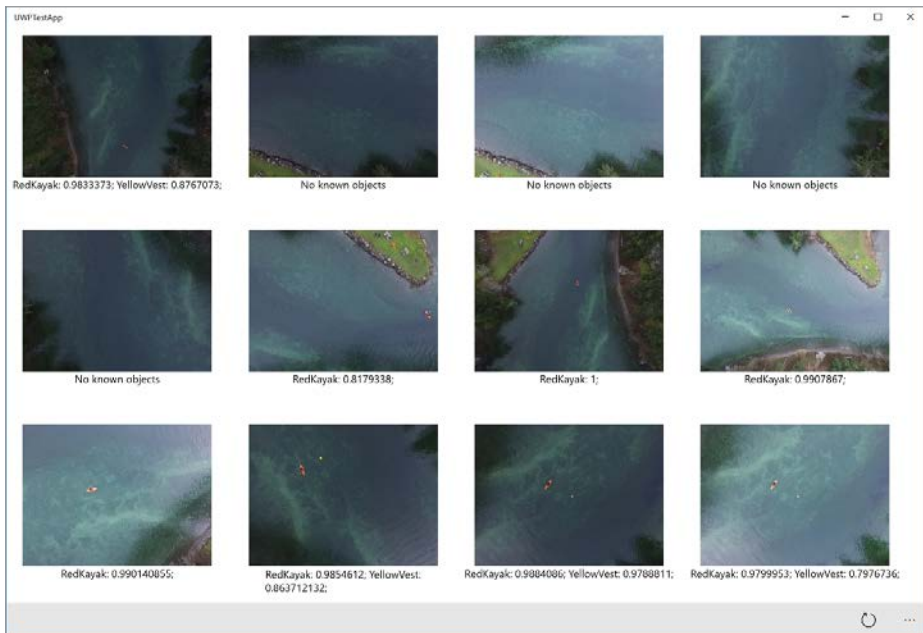 UWPTestApp
RedKayak: 0.9833373; YellowVest: 0.8767073;
No known objects
No known objects
No known objects
No known objects
RedKayak: 0.8179338;
RedKayak: 1;
RedKayak: 0.9907867;
RedKayak: 0.990140855;
RedKayak: 0.9854612; YellowVest:
0.863712132;
RedKayak: 0.9884086; YellowVest: 0.9788811;
RedKayak: 0.9799953; YellowVest: 0.7976736;